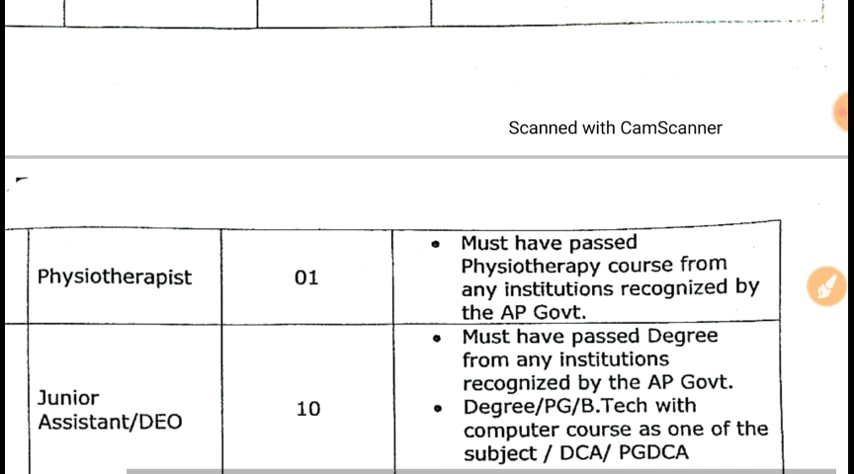 Scanned with CamScanner
Physiotherapist
01
• Must have passed
Physiotherapy course from
any institutions recognized by
the AP Govt.
Junior
Assistant/DEO
10
• Must have passed Degree
from any institutions
recognized by the AP Govt.
• Degree/PG/B.Tech with
computer course as one of the
subject / DCA/ PGDCA